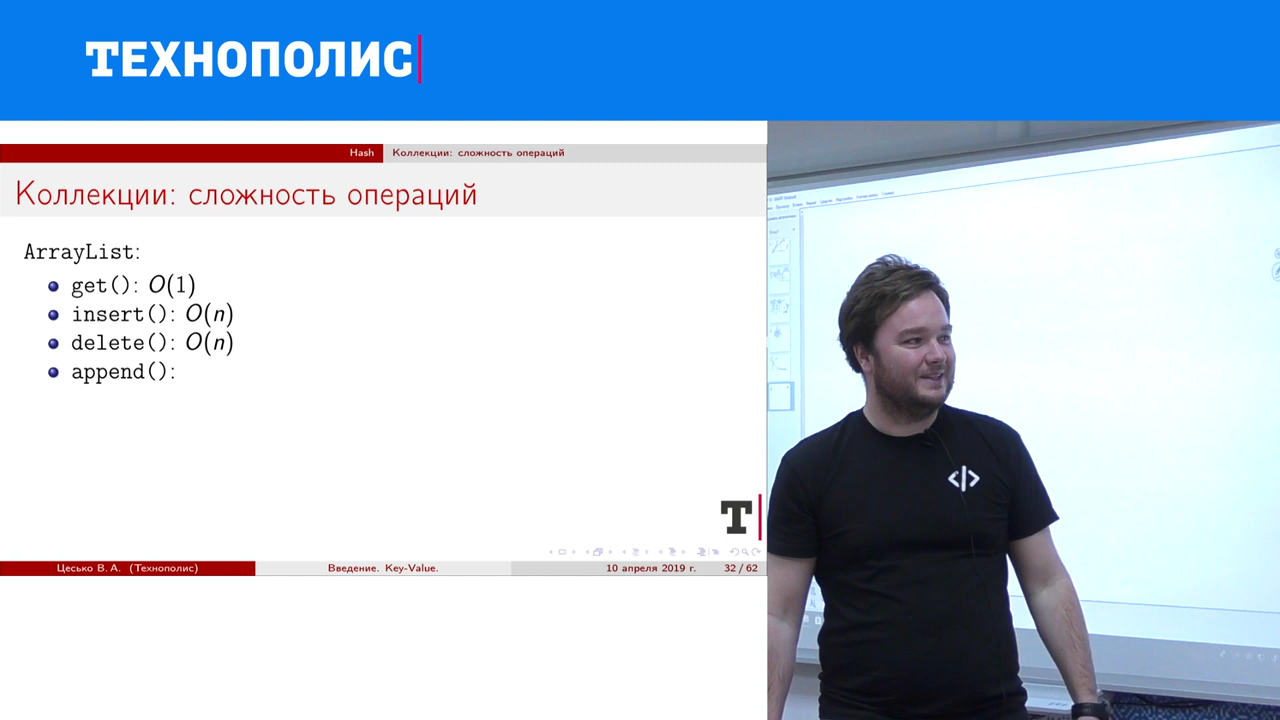 ТЕХНОПОЛИС
Hash Коллекции: сложность операций
Коллекции: сложность операций
ArrayList:
get(): O(1)
insert(): O(n)
delete(): O(n)
append():
T
Цесько В. А. (Технополис) Введение. Key-Value. 10 апреля 2019 г. 32 / 62